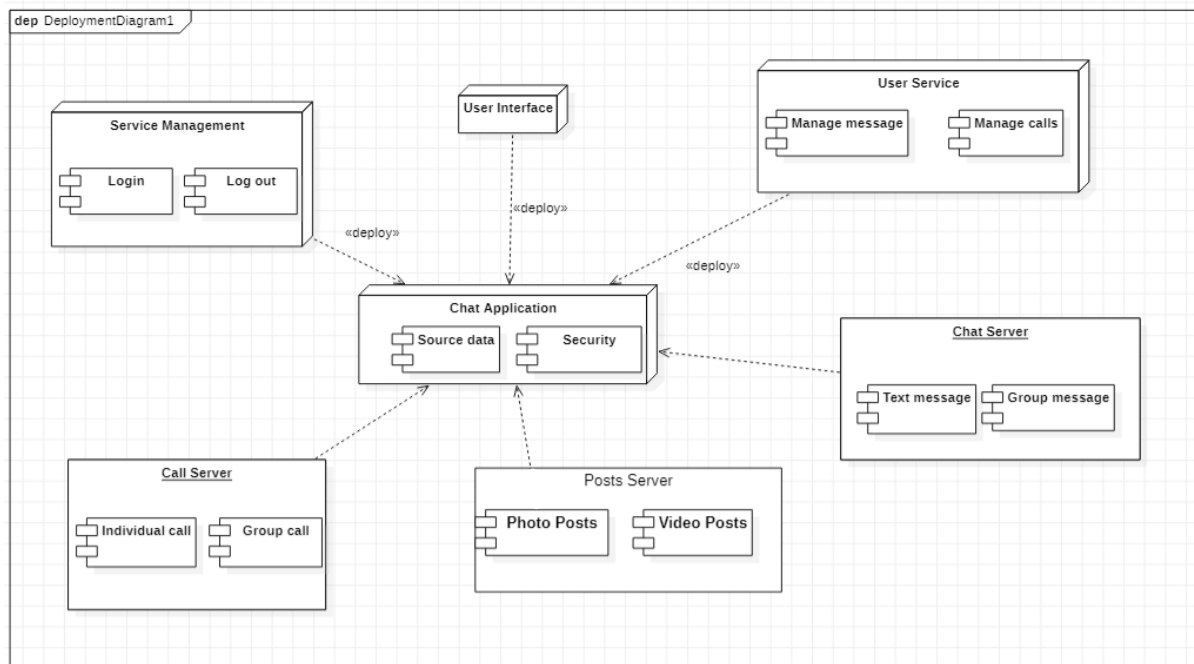 dep DeploymentDiagram1
User Interface
User Service
Manage message
Manage calls
Service Management
Login
Log out
«deploy»
«deploy»
«deploy»
Chat Application
Source data
Security
Chat Server
Text message
Group message
Call Server
Individual call
Group call
Posts Server
Photo Posts
Video Posts